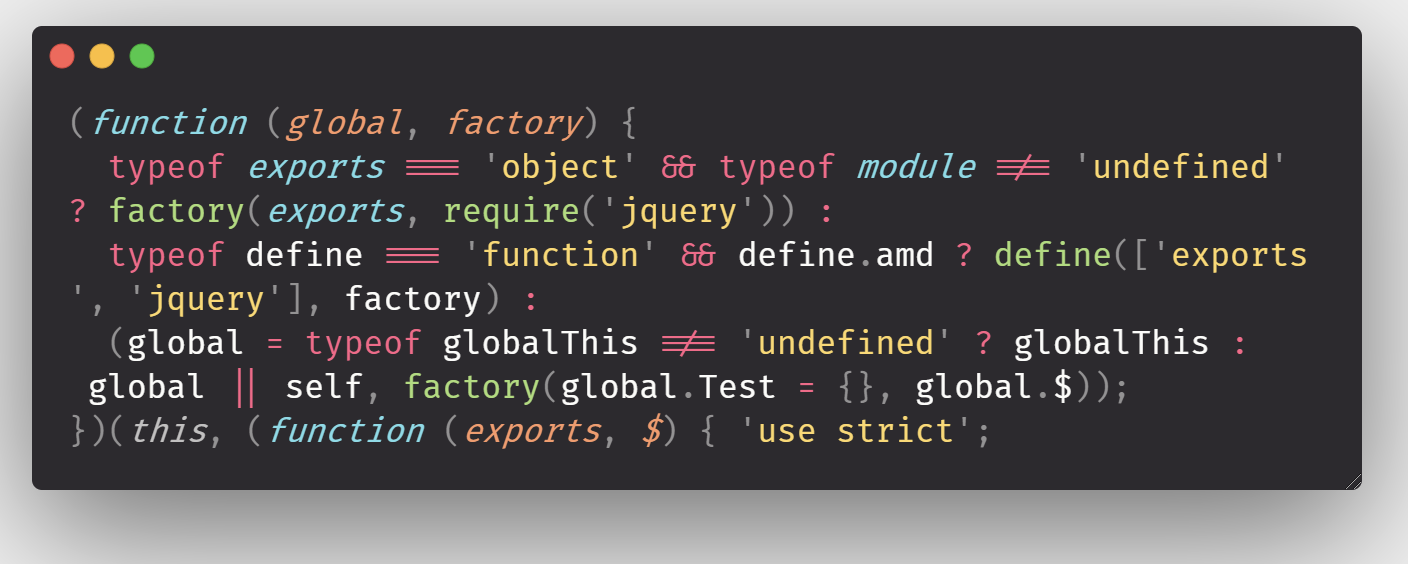 (function (global, factory) {
  typeof exports === 'object' && typeof module !== 'undefined'
? factory(exports, require('jquery')) :
  typeof define === 'function' && define.amd ? define(['exports
', 'jquery'], factory) :
  (global = typeof globalThis !== 'undefined' ? globalThis :
 global || self, factory(global.Test = {}, global.$));
})(this, (function (exports, $) { 'use strict';